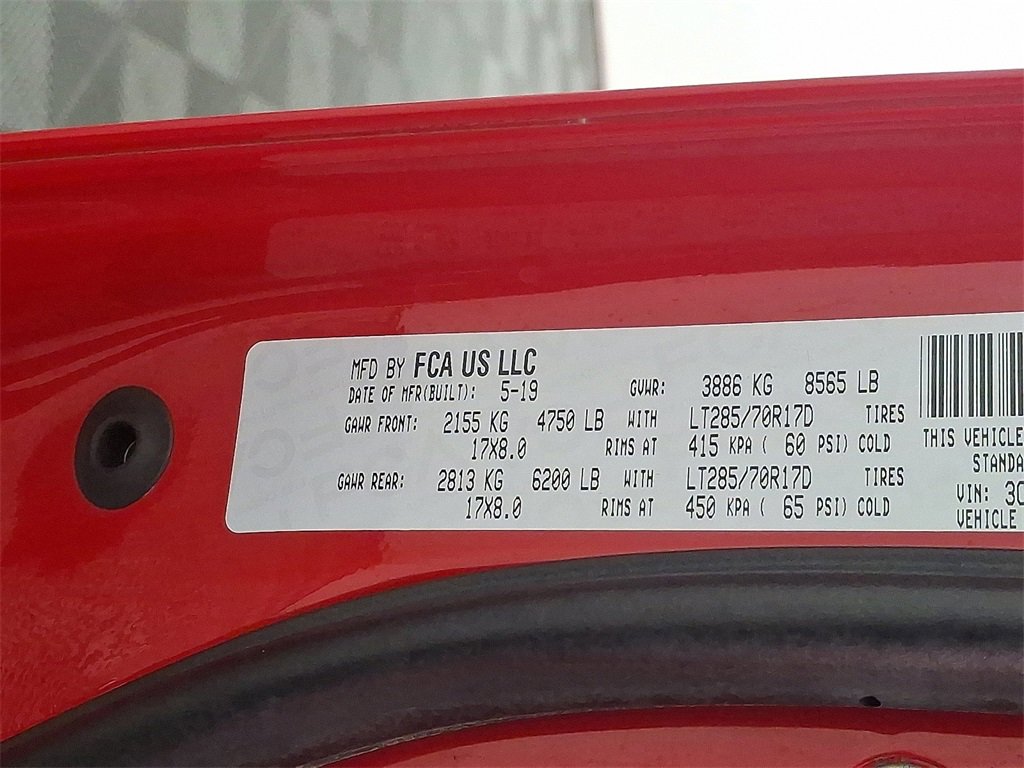 MFD BY FCA US LLC
DATE OF MFR(BUILT): 5-19 GVWR: 3886 KG 8565 LB
GAWR FRONT: 2155 KG 4750 LB WITH LT285/70R17D TIRES
17X8.0 RIMS AT 415 KPA ( 60 PSI) COLD
THIS VEHICLE
GAWR REAR: 2813 KG 6200 LB WITH LT285/70R17D TIRES
STANDA
17X8.0 RIMS AT 450 KPA ( 65 PSI) COLD
VIN: 3C
VEHICLE